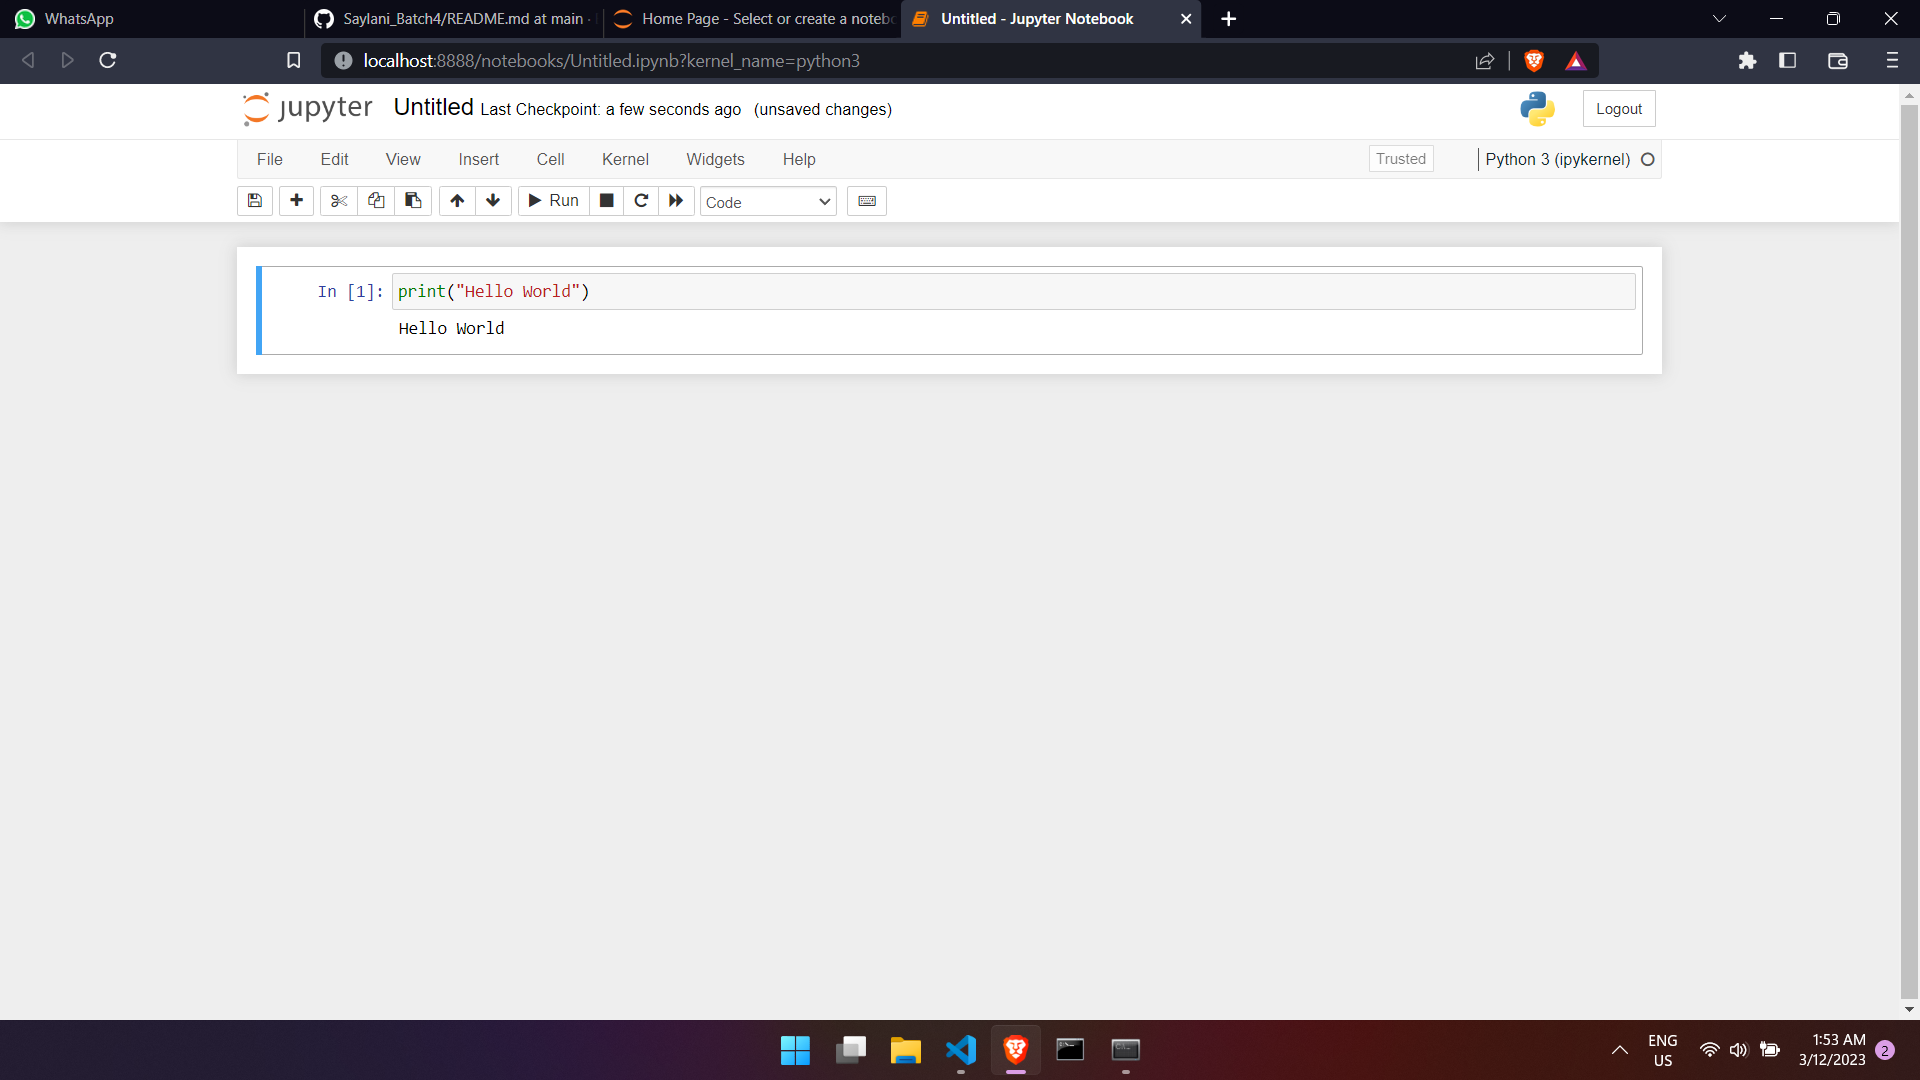 WhatsApp
Saylani_Batch4/README.md at main ·
Home Page - Select or create a noteb
Untitled - Jupyter Notebook
localhost:8888/notebooks/Untitled.ipynb?kernel_name=python3
jupyter Untitled Last Checkpoint: a few seconds ago (unsaved changes)
Logout
File Edit View Insert Cell Kernel Widgets Help
Trusted
Python 3 (ipykernel)
Run
Code
In [1]: print("Hello World")
Hello World
ENG
US
1:53 AM
3/12/2023
2